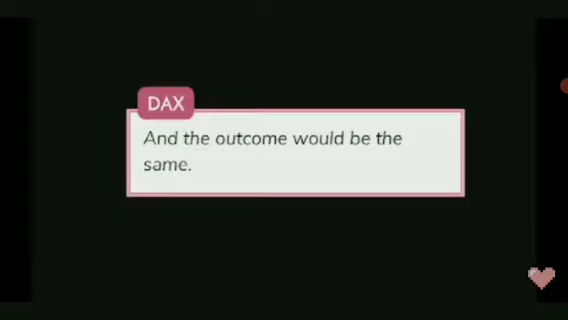 DAX
And the outcome would be the
same.